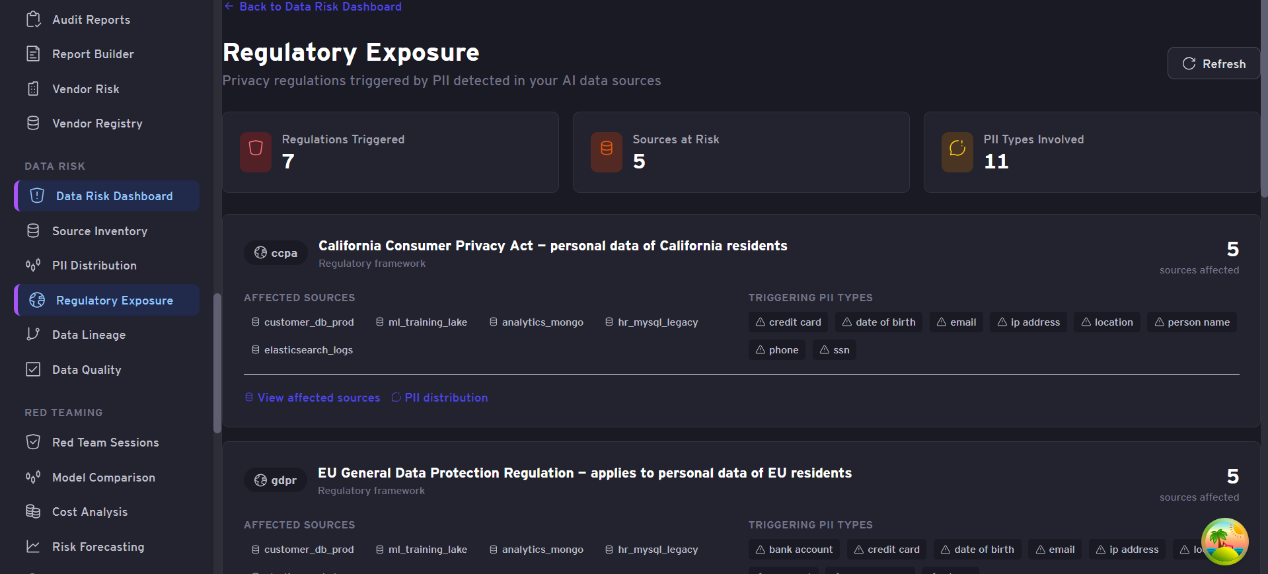 Audit Reports
Report Builder
Vendor Risk
Vendor Registry
DATA RISK
Data Risk Dashboard
Source Inventory
PII Distribution
Regulatory Exposure
Data Lineage
Data Quality
RED TEAMING
Red Team Sessions
Model Comparison
Cost Analysis
Risk Forecasting
← Back to Data Risk Dashboard
Regulatory Exposure
Privacy regulations triggered by PII detected in your AI data sources
Refresh
Regulations Triggered
7
Sources at Risk
5
PII Types Involved
11
ccpa
California Consumer Privacy Act – personal data of California residents
Regulatory framework
5
sources affected
AFFECTED SOURCES
customer_db_prod ml_training_lake analytics_mongo hr_mysql_legacy
elasticsearch_logs
TRIGGERING PII TYPES
credit card date of birth email ip address location person name
phone ssn
View affected sources PII distribution
gdpr
EU General Data Protection Regulation – applies to personal data of EU residents
Regulatory framework
5
sources affected
AFFECTED SOURCES
customer_db_prod ml_training_lake analytics_mongo hr_mysql_legacy
TRIGGERING PII TYPES
bank account credit card date of birth email ip address